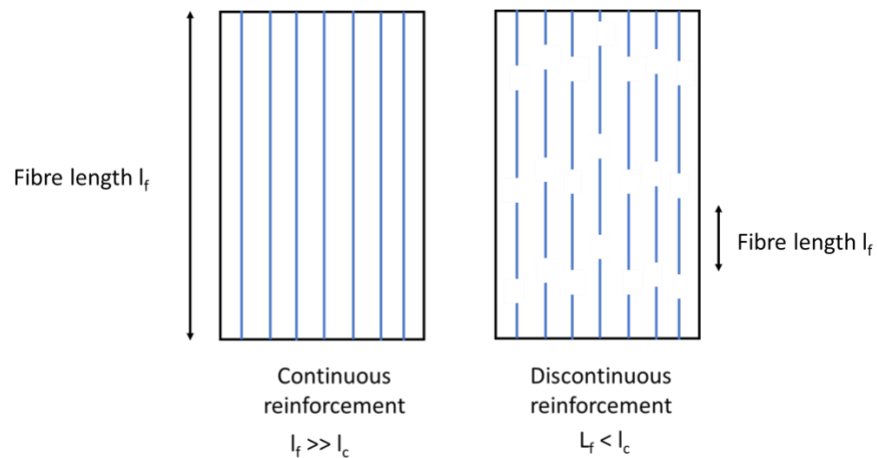 Fibre length lf
Fibre length lf
Continuous
reinforcement
lf >> lc
Discontinuous
reinforcement
Lf < lc